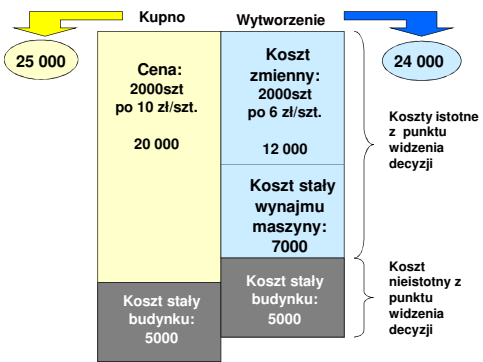 Kupno
Wytworzenie
25 000
24 000
Cena:
2000szt
po 10 zł/szt.
20 000
Koszt
zmienny:
2000szt
po 6 zł/szt.
12 000
Koszt stały
wynajmu
maszyny:
7000
Koszty istotne
z punktu
widzenia
decyzji
Koszt stały
budynku:
5000
Koszt stały
budynku:
5000
Koszt
nieistotny z
punktu
widzenia
decyzji